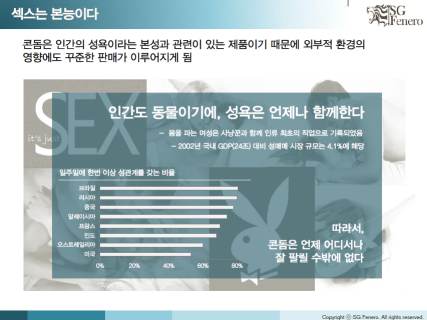 섹스는 본능이다
SG
Fenero
콘돔은 인간의 성욕이라는 본성과 관련이 있는 제품이기 때문에 외부적 환경의
영향에도 꾸준한 판매가 이루어지게 됨
SEX
it's just
인간도 동물이기에, 성욕은 언제나 함께한다
– 몸을 파는 여성은 사냥꾼과 함께 인류 최초의 직업으로 기록되었음
– 2002년 국내 GDP(24조) 대비 성매매 시장 규모는 4.1%에 해당
일주일에 한번 이상 성관계를 갖는 비율
브라질
러시아
중국
말레이시아
프랑스
인도
오스트레일리아
미국
0% 20% 40% 60% 80%
따라서,
콘돔은 언제 어디서나
잘 팔릴 수밖에 없다
Copyright ⓒ SG Fenero. All rights reserved.